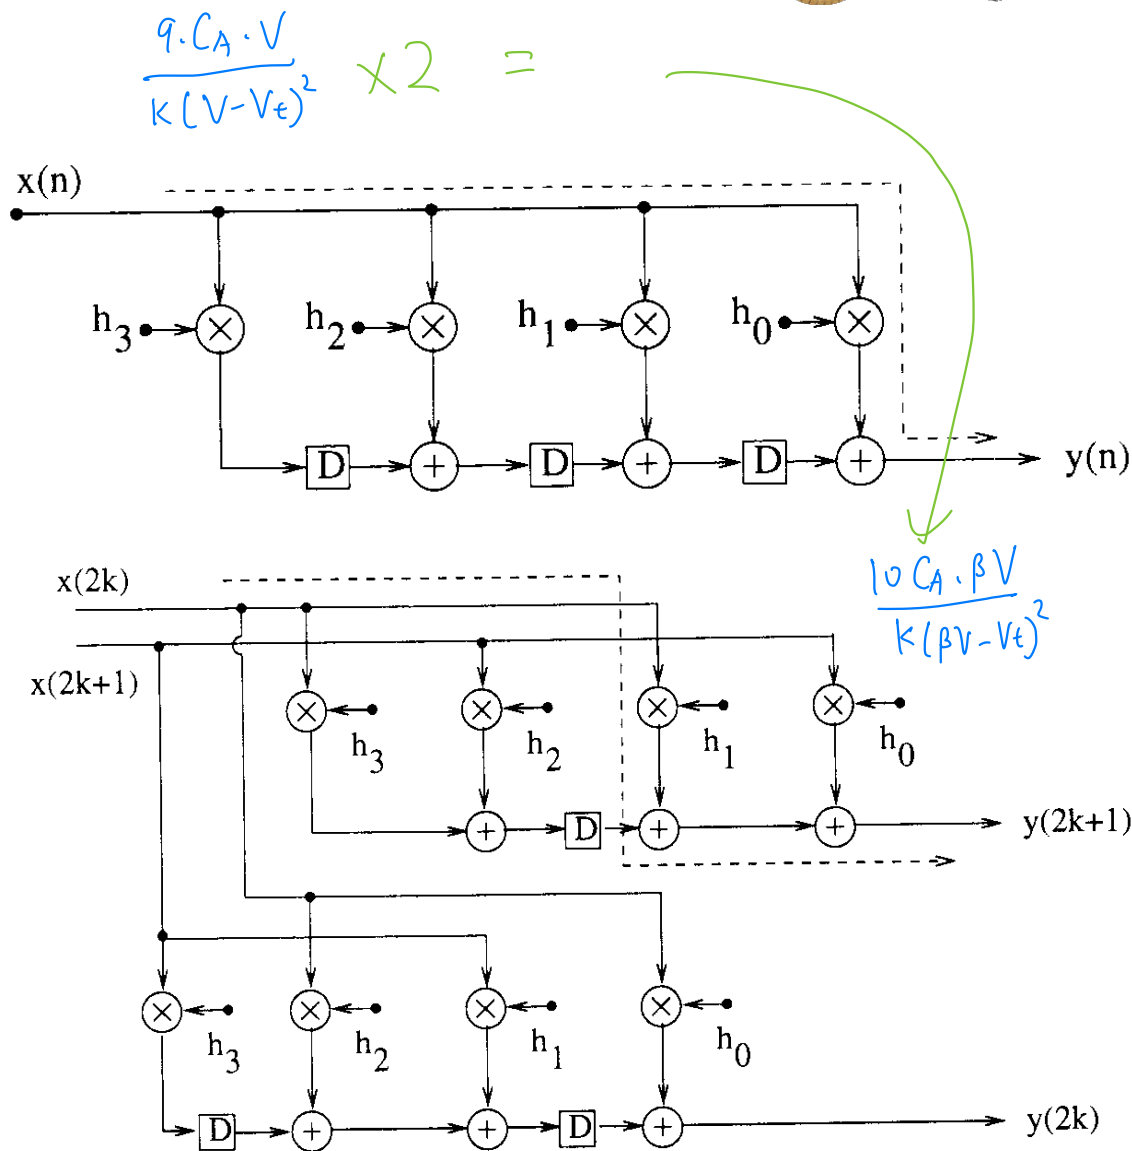 9·C_A·V
k(V-Vt)² ×2 =
x(n)
h₃ × h₂ × h₁ × h₀ ×
D + D + D + y(n)
10 C_A·βV
k(βV-Vt)²
x(2k)
x(2k+1)
× × × ×
h₃ h₂ h₁ h₀
+ D + + y(2k+1)
× × × ×
h₃ h₂ h₁ h₀
D + + D + y(2k)